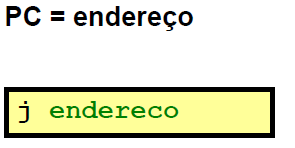 PC = endereço
j endereco